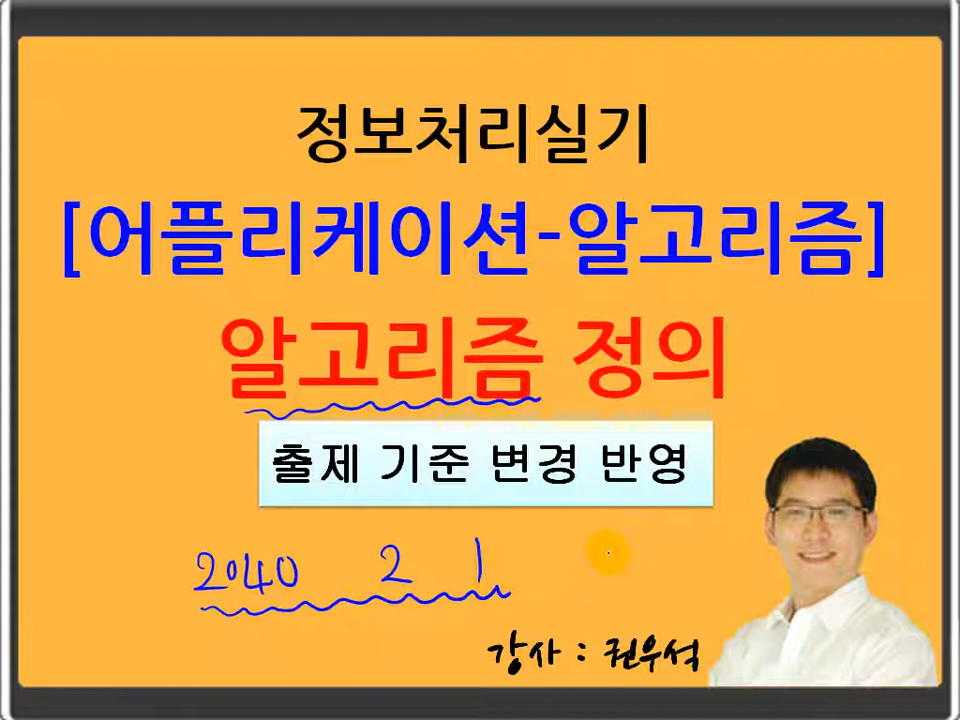 정보처리실기
[어플리케이션-알고리즘]
알고리즘 정의
출제 기준 변경 반영
2040 2 1
강사 : 권우석